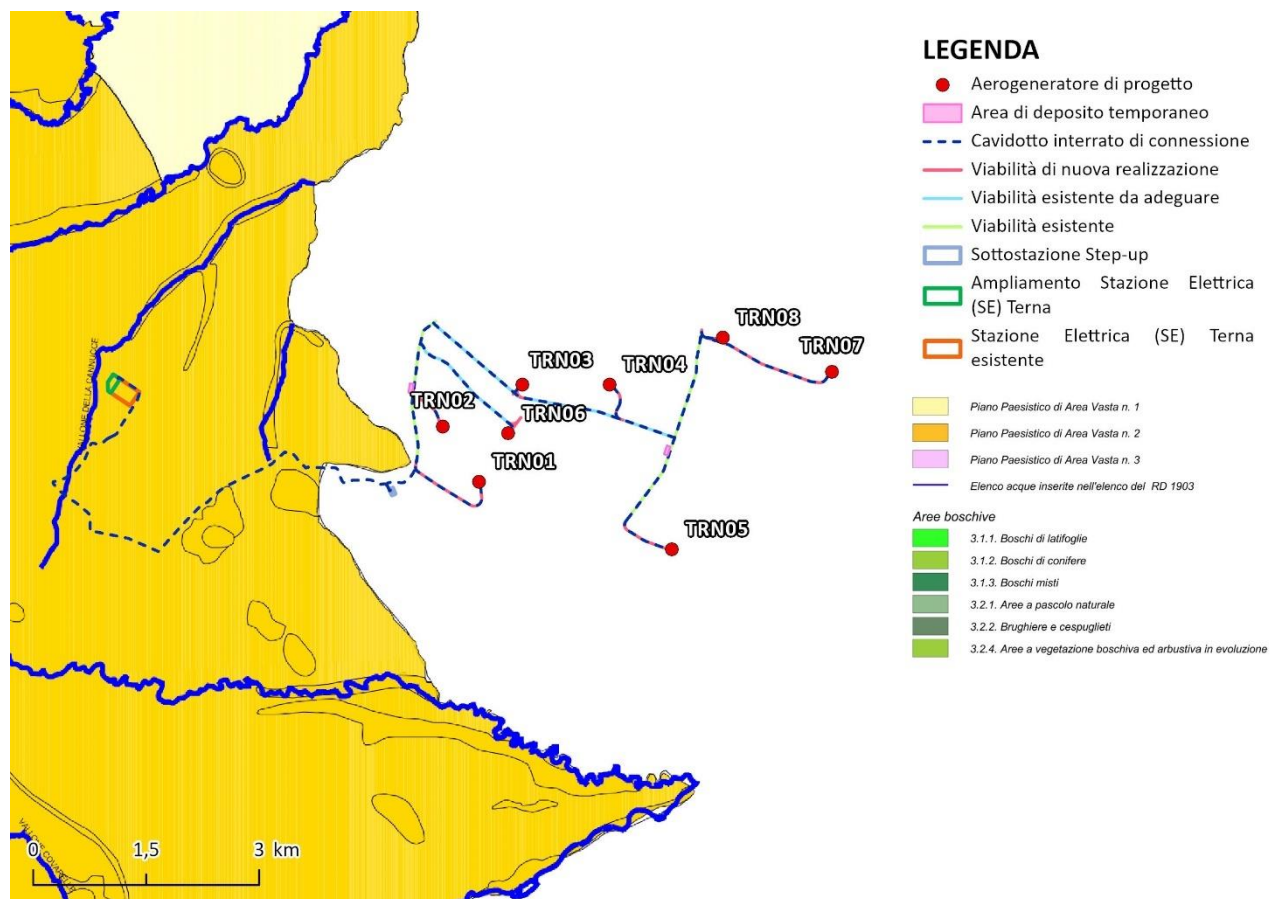 VALLONE DELLA CANNUCCE
TRN08
TRN07
TRN03
TRN04
TRN02
TRN06
TRN01
TRN05
0 1,5 3 km
LEGENDA
Aerogeneratore di progetto
Area di deposito temporaneo
Cavidotto interrato di connessione
Viabilità di nuova realizzazione
Viabilità esistente da adeguare
Viabilità esistente
Sottostazione Step-up
Ampliamento Stazione Elettrica
(SE) Terna
Stazione Elettrica (SE) Terna
esistente
Piano Paesistico di Area Vasta n. 1
Piano Paesistico di Area Vasta n. 2
Piano Paesistico di Area Vasta n. 3
Elenco acque inserite nell'elenco del RD 1903
Aree boschive
3.1.1. Boschi di latifoglie
3.1.2. Boschi di conifere
3.1.3. Boschi misti
3.2.1. Aree a pascolo naturale
3.2.2. Brughiere e cespuglieti
3.2.4. Aree a vegetazione boschiva ed arbustiva in evoluzione